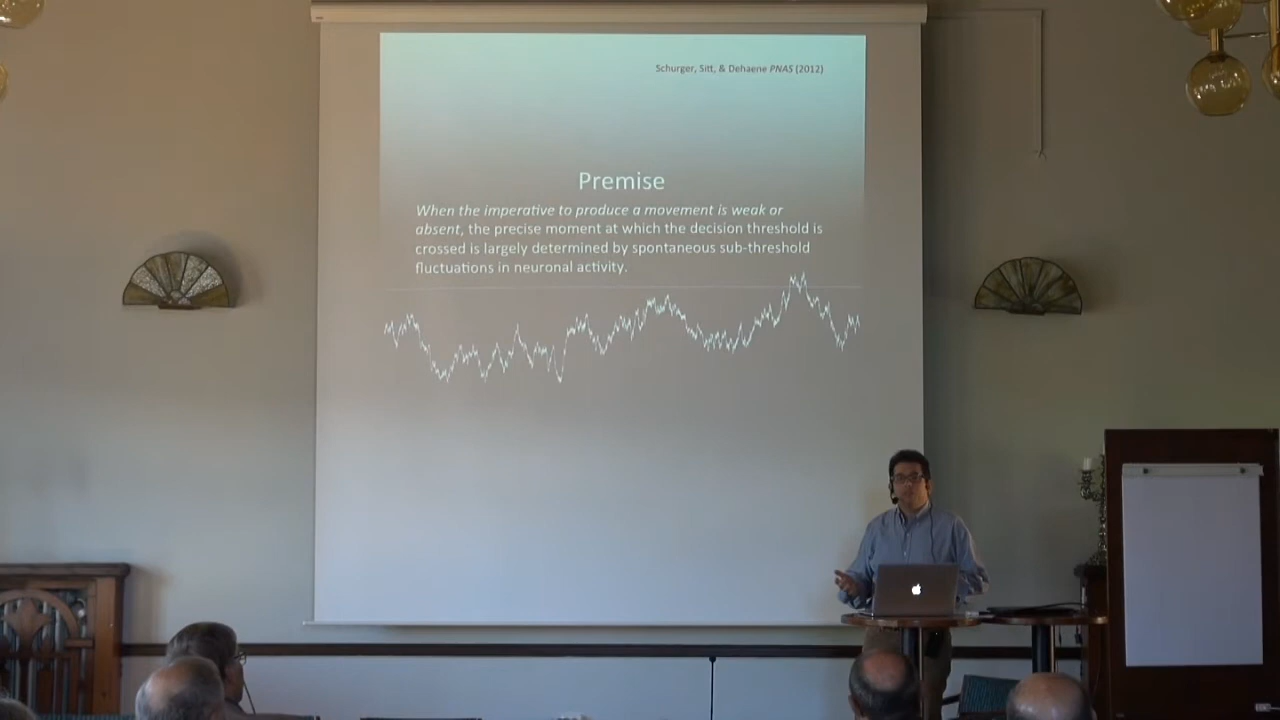 Schurger, Sitt, & Dehaene PNAS (2012)
Premise
When the imperative to produce a movement is weak or
absent, the precise moment at which the decision threshold is
crossed is largely determined by spontaneous sub-threshold
fluctuations in neuronal activity.